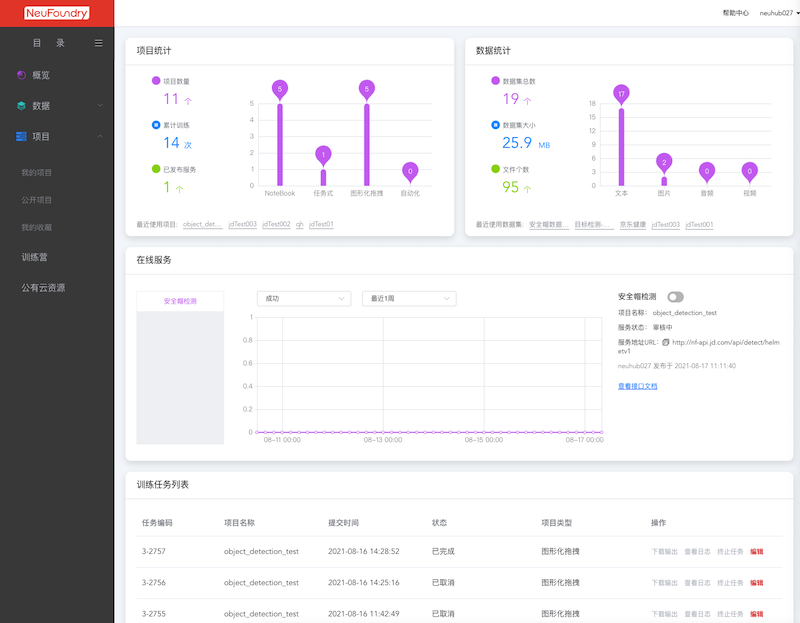 NeuFoundry
帮助中心 neuhub027
目 录
概览
数据
项目
我的项目
公开项目
我的收藏
训练营
公有云资源
项目统计
项目数量
11 个
累计训练
14 次
已发布服务
1 个
5
4
3
2
1
0
5
1
5
0
NoteBook 任务式 图形化拖拽 自动化
最近使用项目: object_det... jdTest003 jdTest002 qh jdTest01
数据统计
数据集总数
19 个
数据集大小
25.9 MB
文件个数
95 个
18
15
12
9
6
3
0
17
2
0
0
文本 图片 音频 视频
最近使用数据集: 安全帽数据... 目标检测-... 京东健康 jdTest003 jdTest001
在线服务
安全帽检测
成功
最近1周
1
0.8
0.6
0.4
0.2
0
08-11 00:00 08-13 00:00 08-15 00:00 08-17 00:00
安全帽检测
项目名称: object_detection_test
服务状态: 审核中
服务地址URL: http://nf-api.jd.com/api/detect/helm
etv1
neuhub027 发布于 2021-08-17 11:11:40
查看接口文档
训练任务列表
任务编码 项目名称 提交时间 状态 项目类型 操作
3-2757 object_detection_test 2021-08-16 14:28:52 已完成 图形化拖拽 下载输出 查看日志 终止任务 编辑
3-2756 object_detection_test 2021-08-16 14:25:16 已取消 图形化拖拽 下载输出 查看日志 终止任务 编辑
3-2755 object_detection_test 2021-08-16 11:42:49 已取消 图形化拖拽 下载输出 查看日志 终止任务 编辑